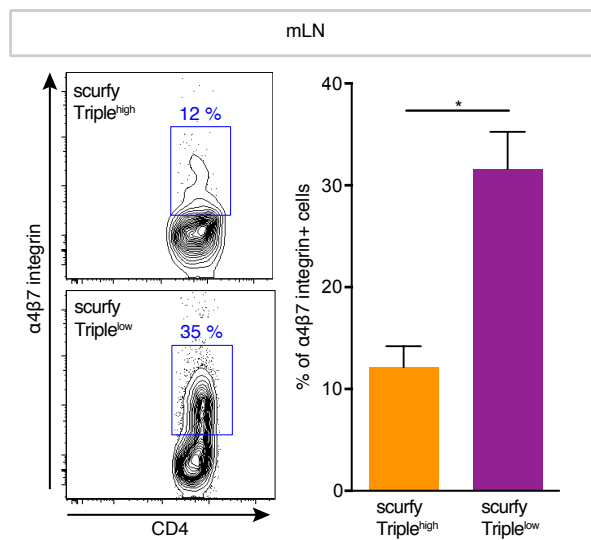 mLN
scurfy
Triple^high
12 %
scurfy
Triple^low
35 %
α4β7 integrin
CD4
% of α4β7 integrin+ cells
40
30
20
10
0
*
scurfy
Triple^high
scurfy
Triple^low